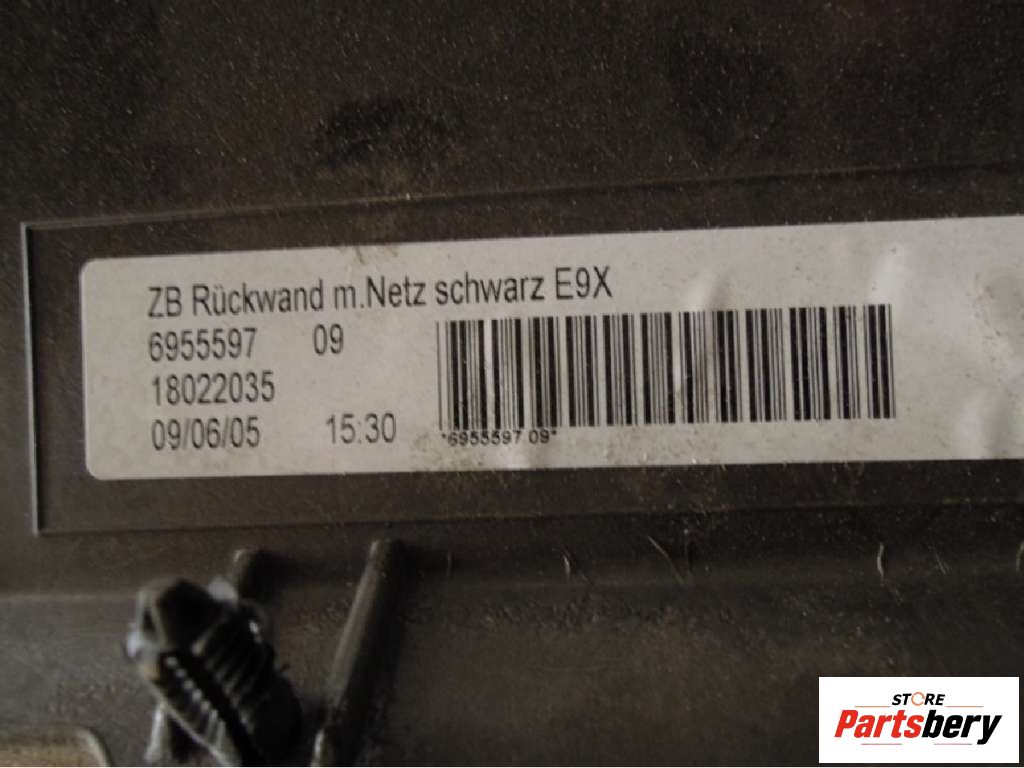 ZB Rückwand m.Netz schwarz E9X
6955597 09
18022035
09/06/05 15:30
*6955597 09*
STORE
Partsbery